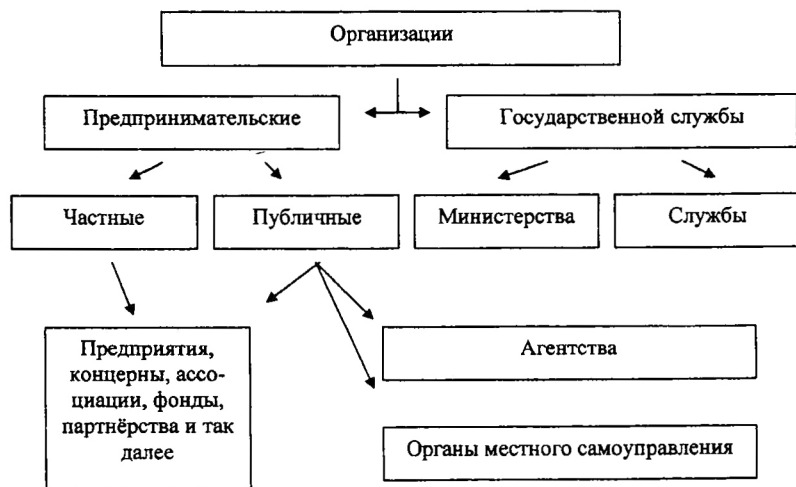 Организации
Предпринимательские
Государственной службы
Частные
Публичные
Министерства
Службы
Предприятия,
концерны, ассо-
циации, фонды,
партнёрства и так
далее
Агентства
Органы местного самоуправления